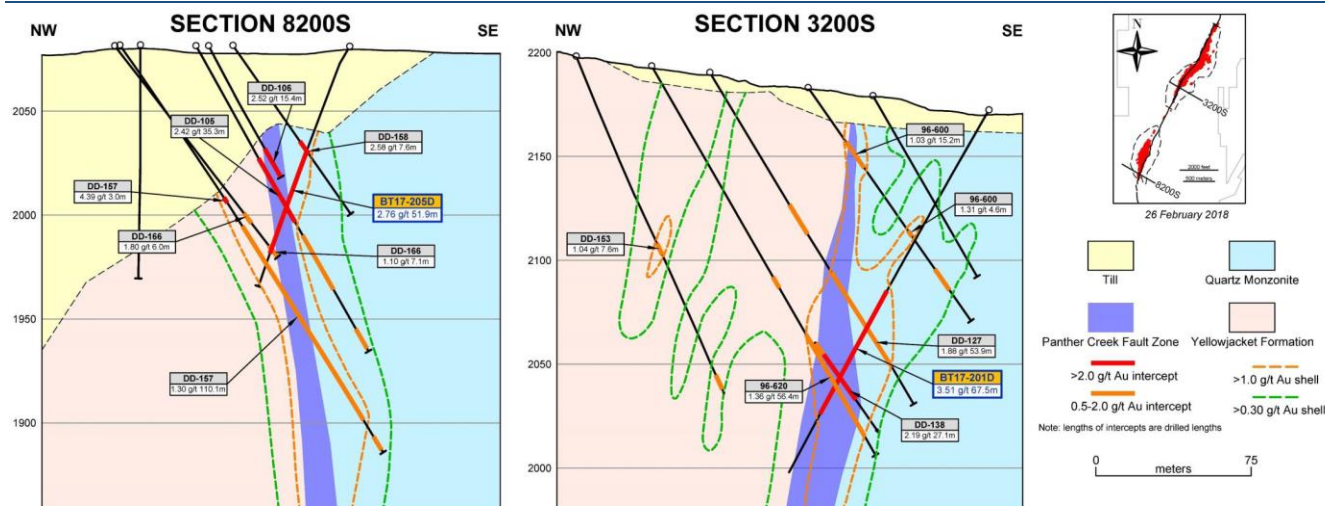 SECTION 8200S
NW
SE
2050
2000
1950
1900
DD-106
2.52 g/t 15.4m
DD-105
2.42 g/t 35.3m
DD-158
2.58 g/t 7.6m
DD-157
4.39 g/t 3.0m
BT17-205D
2.76 g/t 51.9m
DD-166
1.80 g/t 6.0m
DD-166
1.10 g/t 7.1m
DD-157
1.30 g/t 110.1m
SECTION 3200S
NW
SE
2200
2150
2100
2050
2000
96-600
1.03 g/t 15.2m
96-600
1.31 g/t 4.6m
DD-153
1.04 g/t 7.6m
DD-127
1.88 g/t 53.9m
BT17-201D
3.51 g/t 67.5m
96-620
1.36 g/t 56.4m
DD-138
2.19 g/t 27.1m
N
3200S
8200S
2000 feet
500 meters
26 February 2018
Till
Quartz Monzonite
Panther Creek Fault Zone
Yellowjacket Formation
>2.0 g/t Au intercept
>1.0 g/t Au shell
0.5-2.0 g/t Au intercept
>0.30 g/t Au shell
Note: lengths of intercepts are drilled lengths
0
75
meters